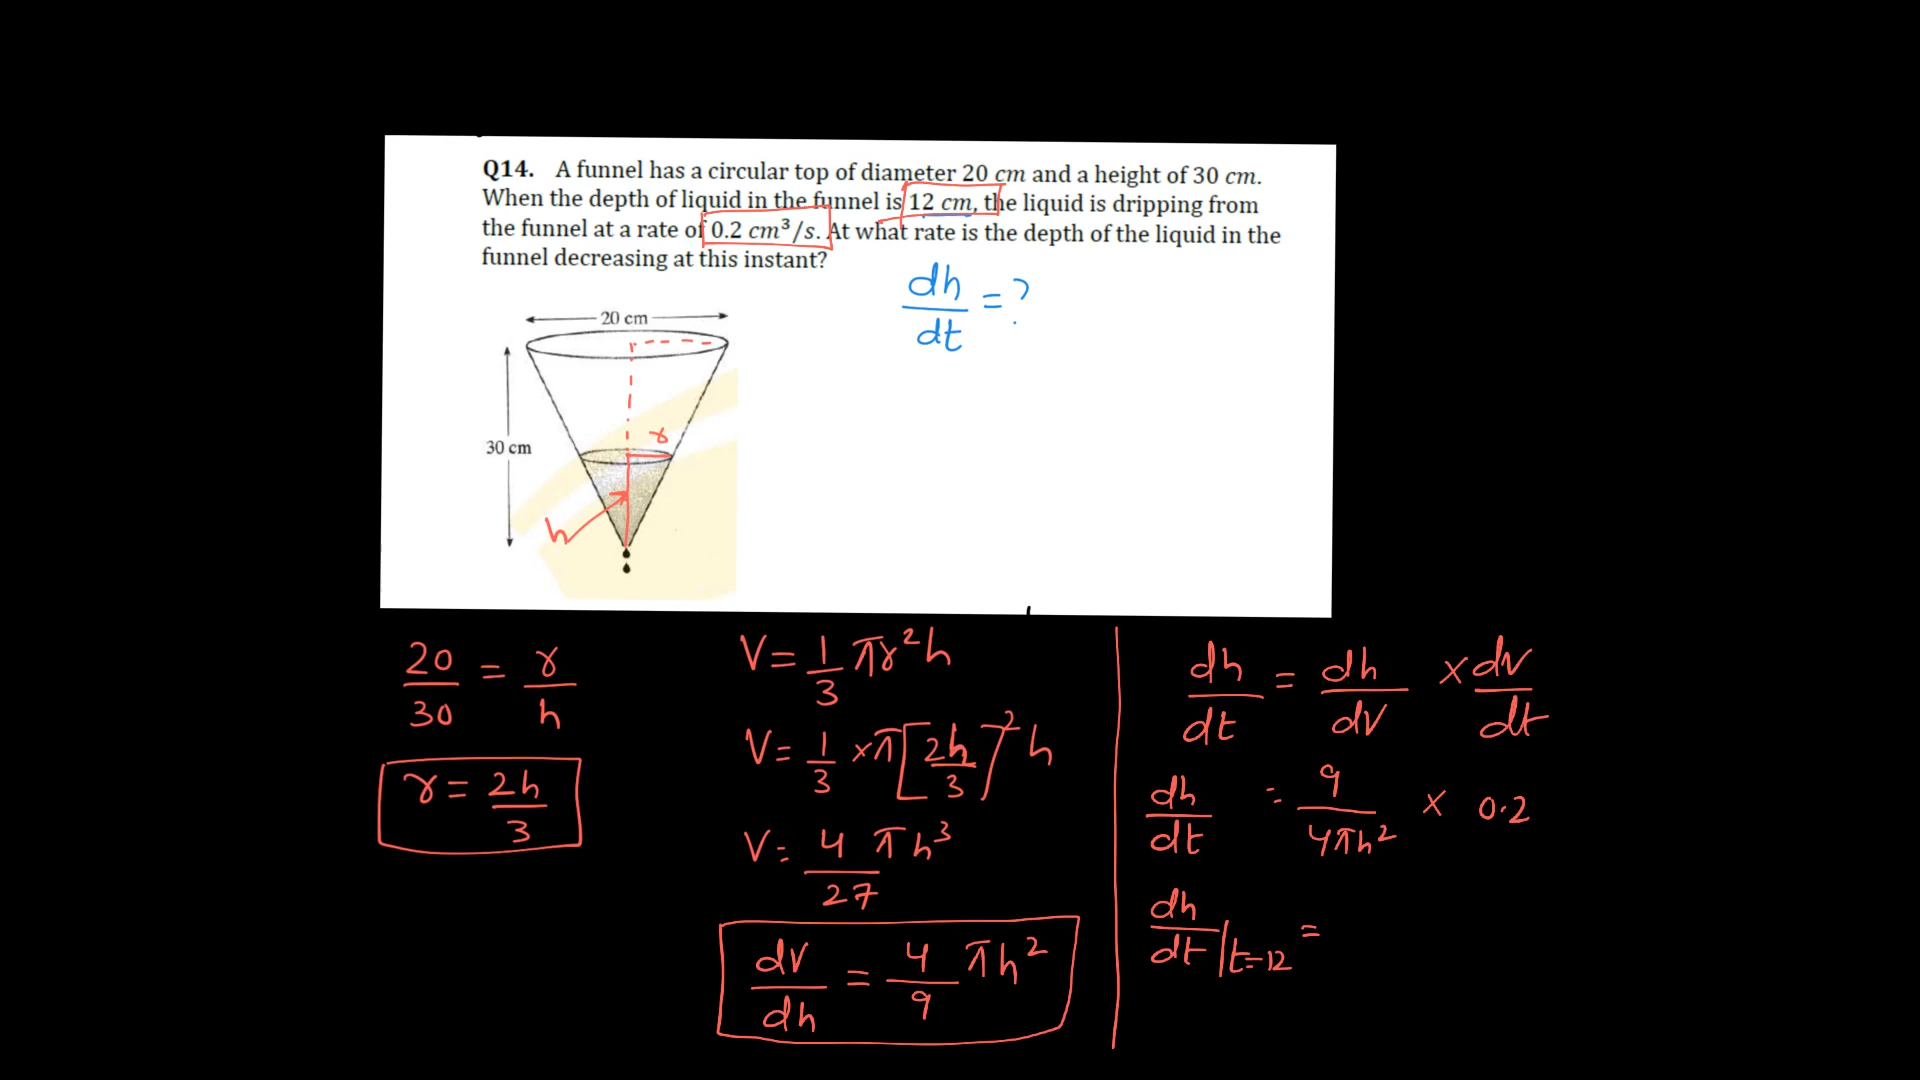 Q14. A funnel has a circular top of diameter 20 cm and a height of 30 cm.
When the depth of liquid in the funnel is 12 cm, the liquid is dripping from
the funnel at a rate of 0.2 cm³/s. At what rate is the depth of the liquid in the
funnel decreasing at this instant?
dh/dt = ?
20 cm
r
30 cm
h
20/30 = r/h
r = 2h/3
V = 1/3 πr²h
V = 1/3 × π [2h/3]² h
V = 4/27 πh³
dv/dh = 4/9 πh²
dh/dt = dh/dv × dv/dt
dh/dt = 9/4πh² × 0.2
dh/dt |t=12 =